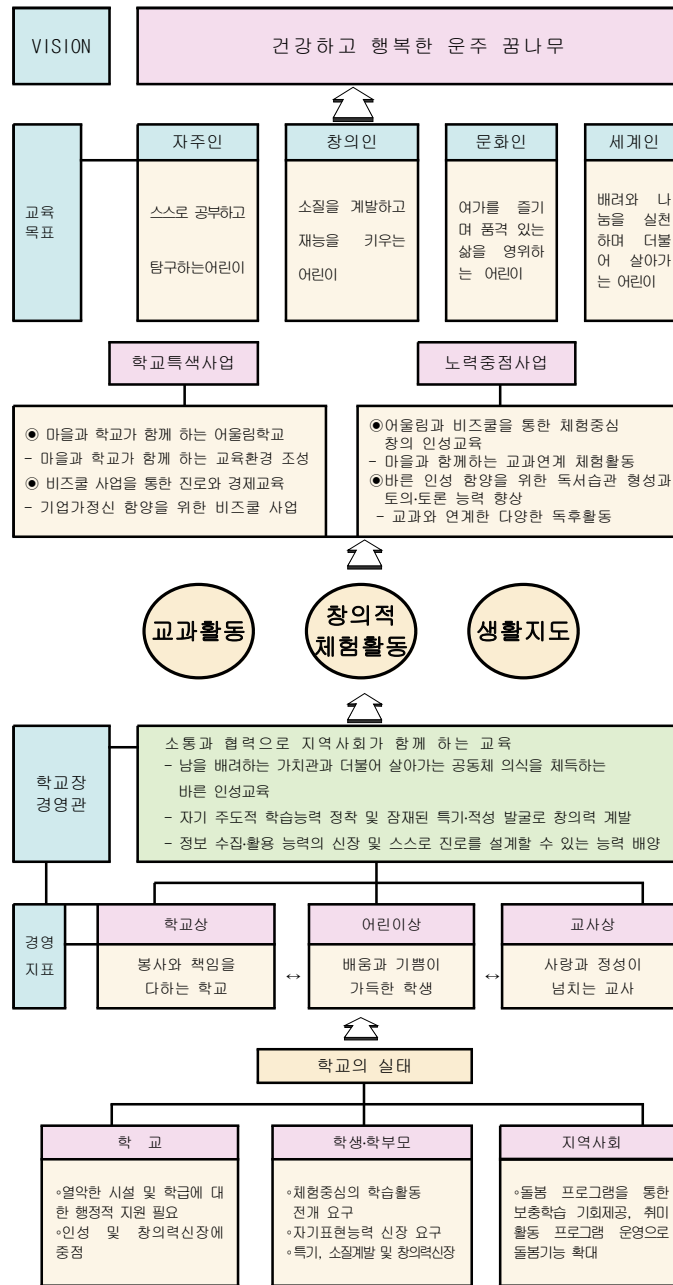 VISION
건강하고 행복한 운주 꿈나무
교육
목표
자주인
스스로 공부하고
탐구하는어린이
창의인
소질을 계발하고
재능을 키우는
어린이
문화인
여가를 즐기
며 품격 있는
삶을 영위하
는 어린이
세계인
배려와 나
눔을 실천
하며 더불
어 살아가
는 어린이
학교특색사업
◉ 마을과 학교가 함께 하는 어울림학교
- 마을과 학교가 함께 하는 교육환경 조성
◉ 비즈쿨 사업을 통한 진로와 경제교육
- 기업가정신 함양을 위한 비즈쿨 사업
노력중점사업
◉어울림과 비즈쿨을 통한 체험중심
창의 인성교육
- 마을과 함께하는 교과연계 체험활동
◉바른 인성 함양을 위한 독서습관 형성과
토의·토론 능력 향상
- 교과와 연계한 다양한 독후활동
교과활동
창의적
체험활동
생활지도
학교장
경영관
소통과 협력으로 지역사회가 함께 하는 교육
- 남을 배려하는 가치관과 더불어 살아가는 공동체 의식을 체득하는
바른 인성교육
- 자기 주도적 학습능력 정착 및 잠재된 특기·적성 발굴로 창의력 계발
- 정보 수집·활용 능력의 신장 및 스스로 진로를 설계할 수 있는 능력 배양
경영
지표
학교상
봉사와 책임을
다하는 학교
↔
어린이상
배움과 기쁨이
가득한 학생
↔
교사상
사랑과 정성이
넘치는 교사
학교의 실태
학 교
◦열악한 시설 및 학급에 대
한 행정적 지원 필요
◦인성 및 창의력신장에
중점
학생·학부모
◦체험중심의 학습활동
전개 요구
◦자기표현능력 신장 요구
◦특기, 소질계발 및 창의력신장
지역사회
◦돌봄 프로그램을 통한
보충학습 기회제공, 취미
활동 프로그램 운영으로
돌봄기능 확대